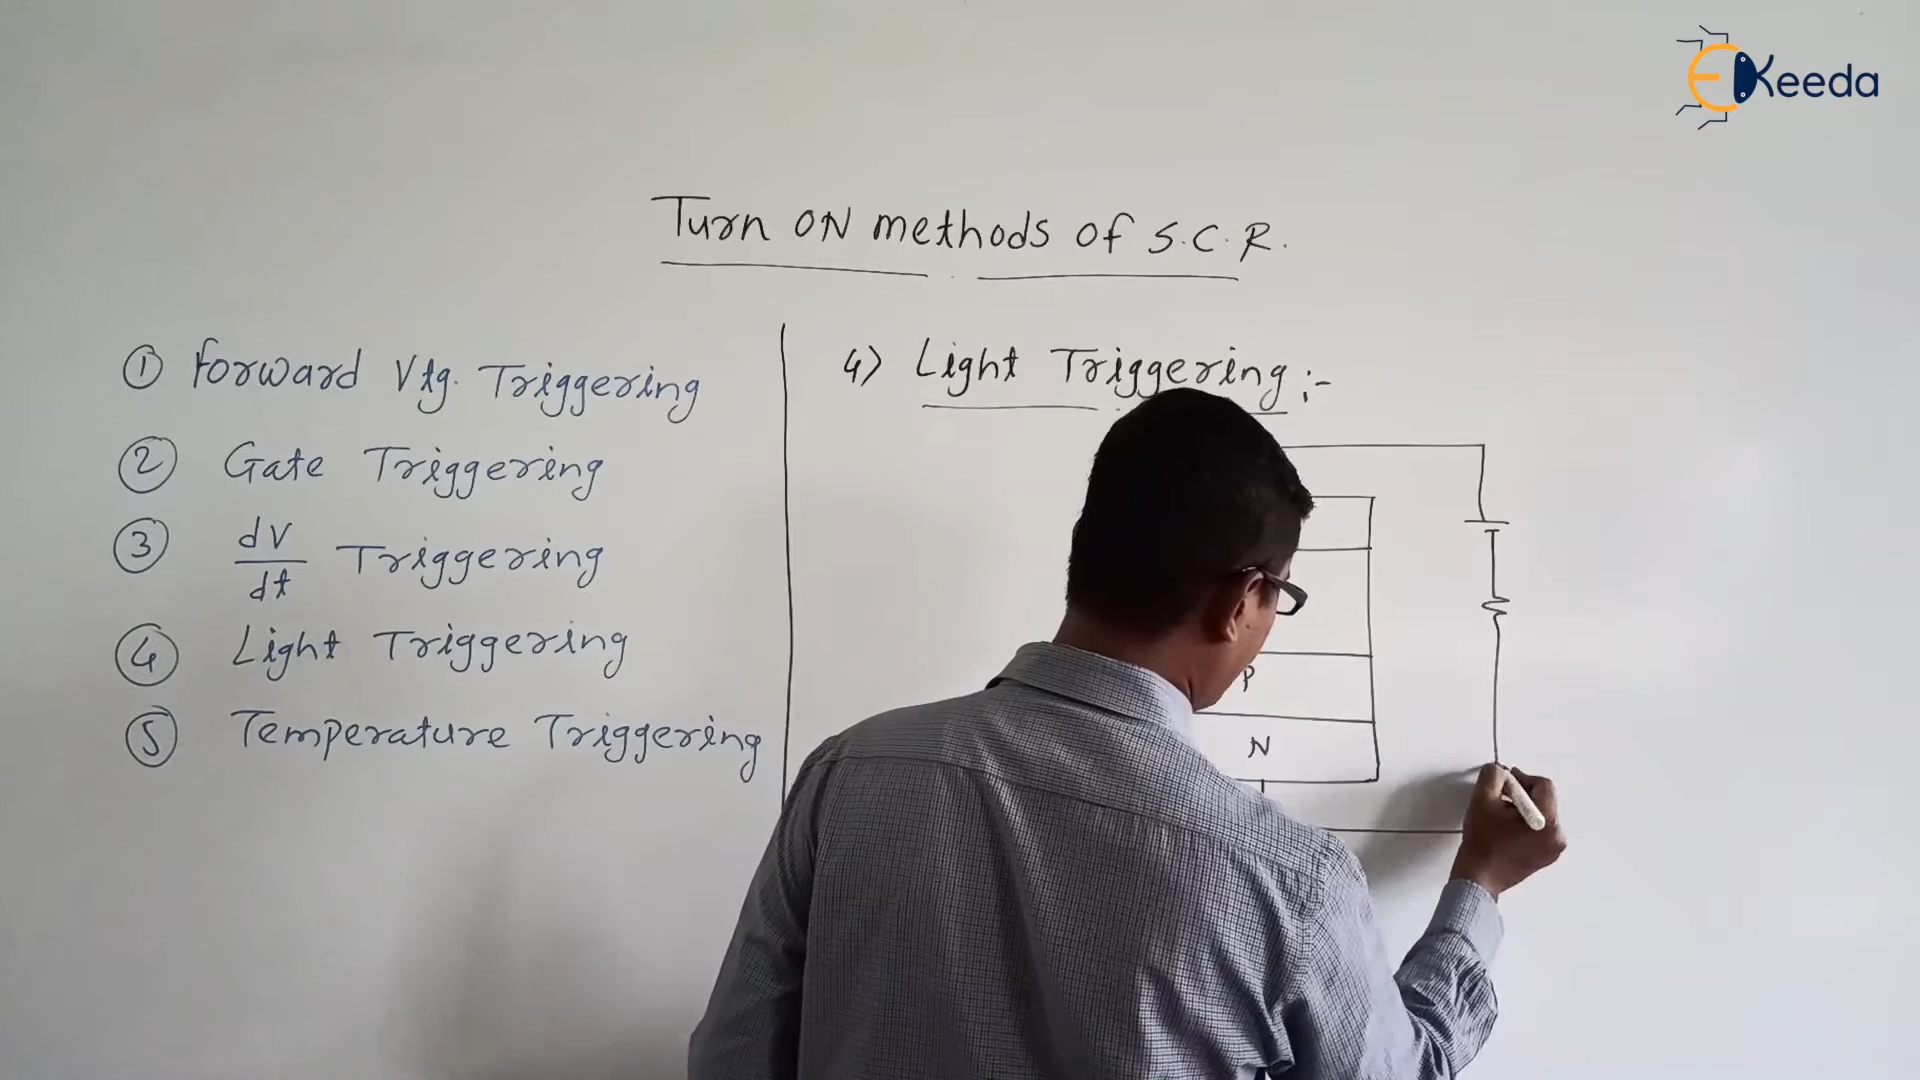 EKeeda
Turn ON methods of S.C.R.
① Forward Vtg. Triggering
② Gate Triggering
③ dV/dt Triggering
④ Light Triggering
⑤ Temperature Triggering
4) Light Triggering :-
P
N